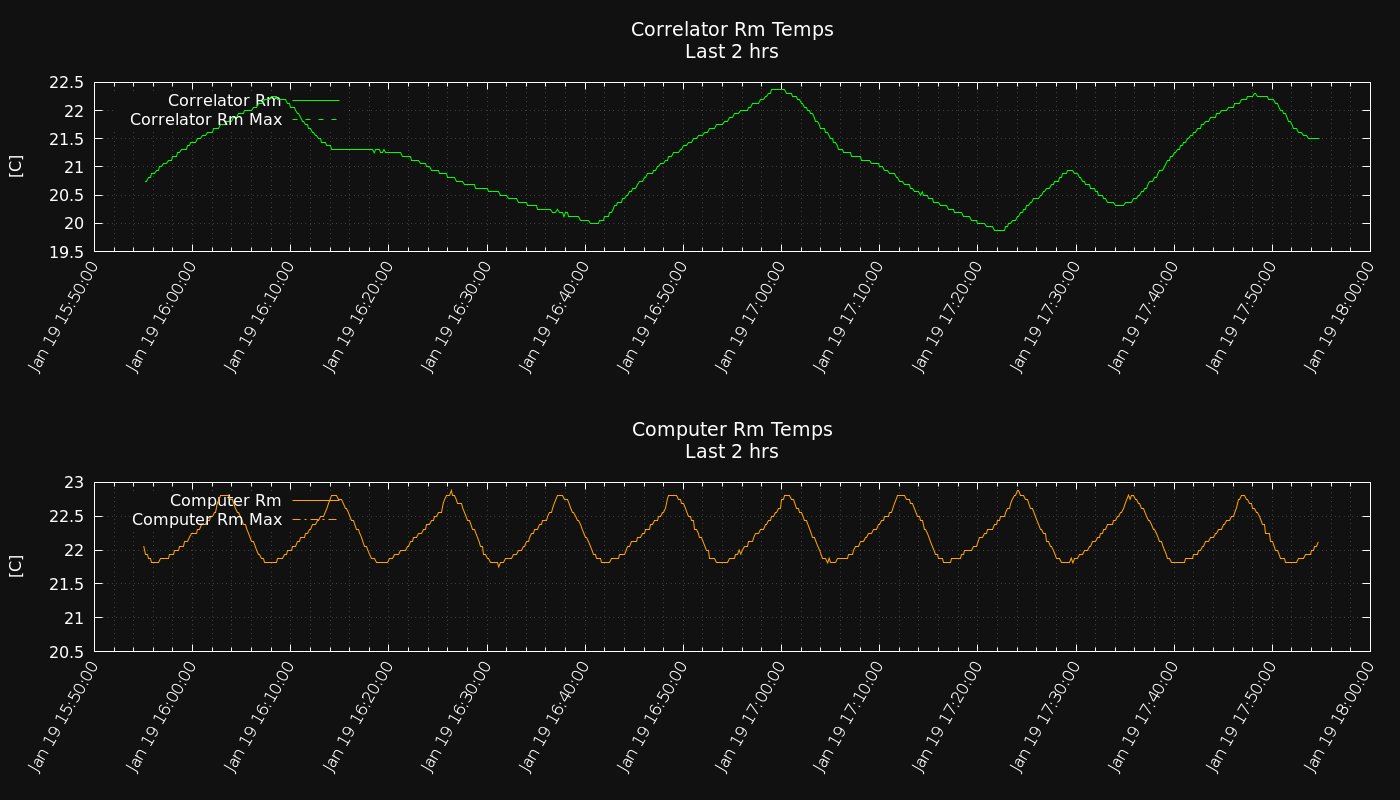 Correlator Rm Temps
Last 2 hrs
22.5
22
21.5
21
20.5
20
19.5
[C]
Correlator Rm
Correlator Rm Max
Jan 19 15:50:00
Jan 19 16:00:00
Jan 19 16:10:00
Jan 19 16:20:00
Jan 19 16:30:00
Jan 19 16:40:00
Jan 19 16:50:00
Jan 19 17:00:00
Jan 19 17:10:00
Jan 19 17:20:00
Jan 19 17:30:00
Jan 19 17:40:00
Jan 19 17:50:00
Jan 19 18:00:00
Computer Rm Temps
Last 2 hrs
23
22.5
22
21.5
21
20.5
[C]
Computer Rm
Computer Rm Max
Jan 19 15:50:00
Jan 19 16:00:00
Jan 19 16:10:00
Jan 19 16:20:00
Jan 19 16:30:00
Jan 19 16:40:00
Jan 19 16:50:00
Jan 19 17:00:00
Jan 19 17:10:00
Jan 19 17:20:00
Jan 19 17:30:00
Jan 19 17:40:00
Jan 19 17:50:00
Jan 19 18:00:00